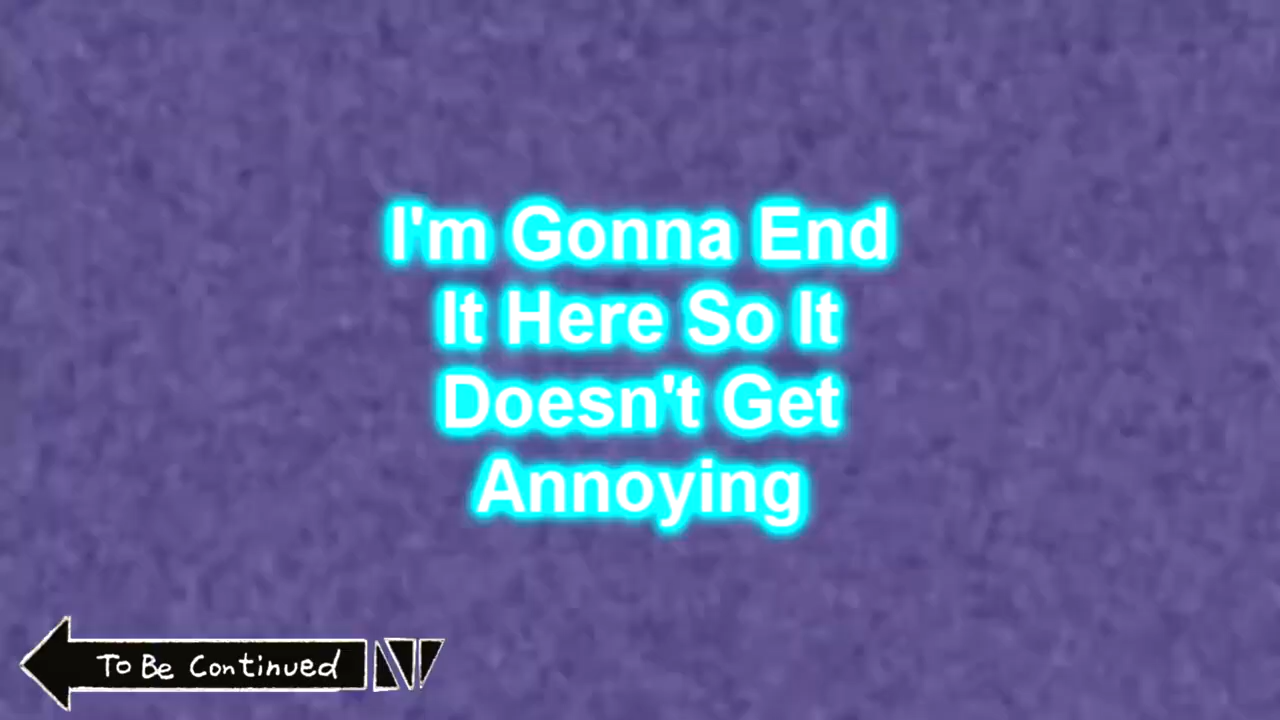 I'm Gonna End
It Here So It
Doesn't Get
Annoying
To Be Continued